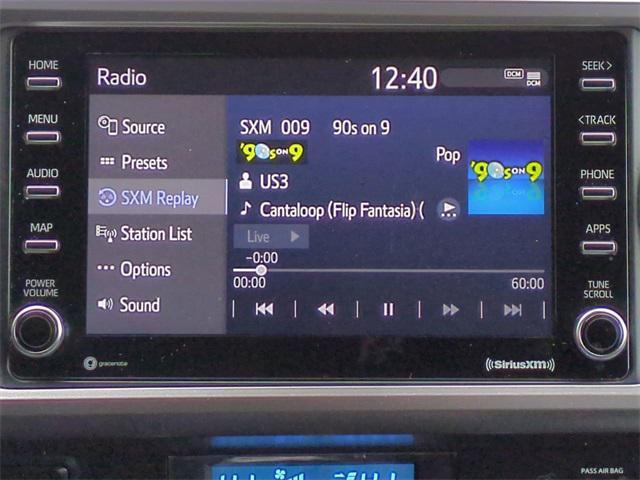 HOME
MENU
AUDIO
MAP
POWER
VOLUME
Radio
12:40
DCM
DCM
Source
Presets
SXM Replay
Station List
Options
Sound
SXM 009 90s on 9
'90s ON 9
Pop
'90s ON 9
US3
Cantaloop (Flip Fantasia) (
Live
-0:00
00:00
60:00
SEEK>
<TRACK
PHONE
APPS
TUNE
SCROLL
gracenote
((SiriusXM))
PASS AIR BAG